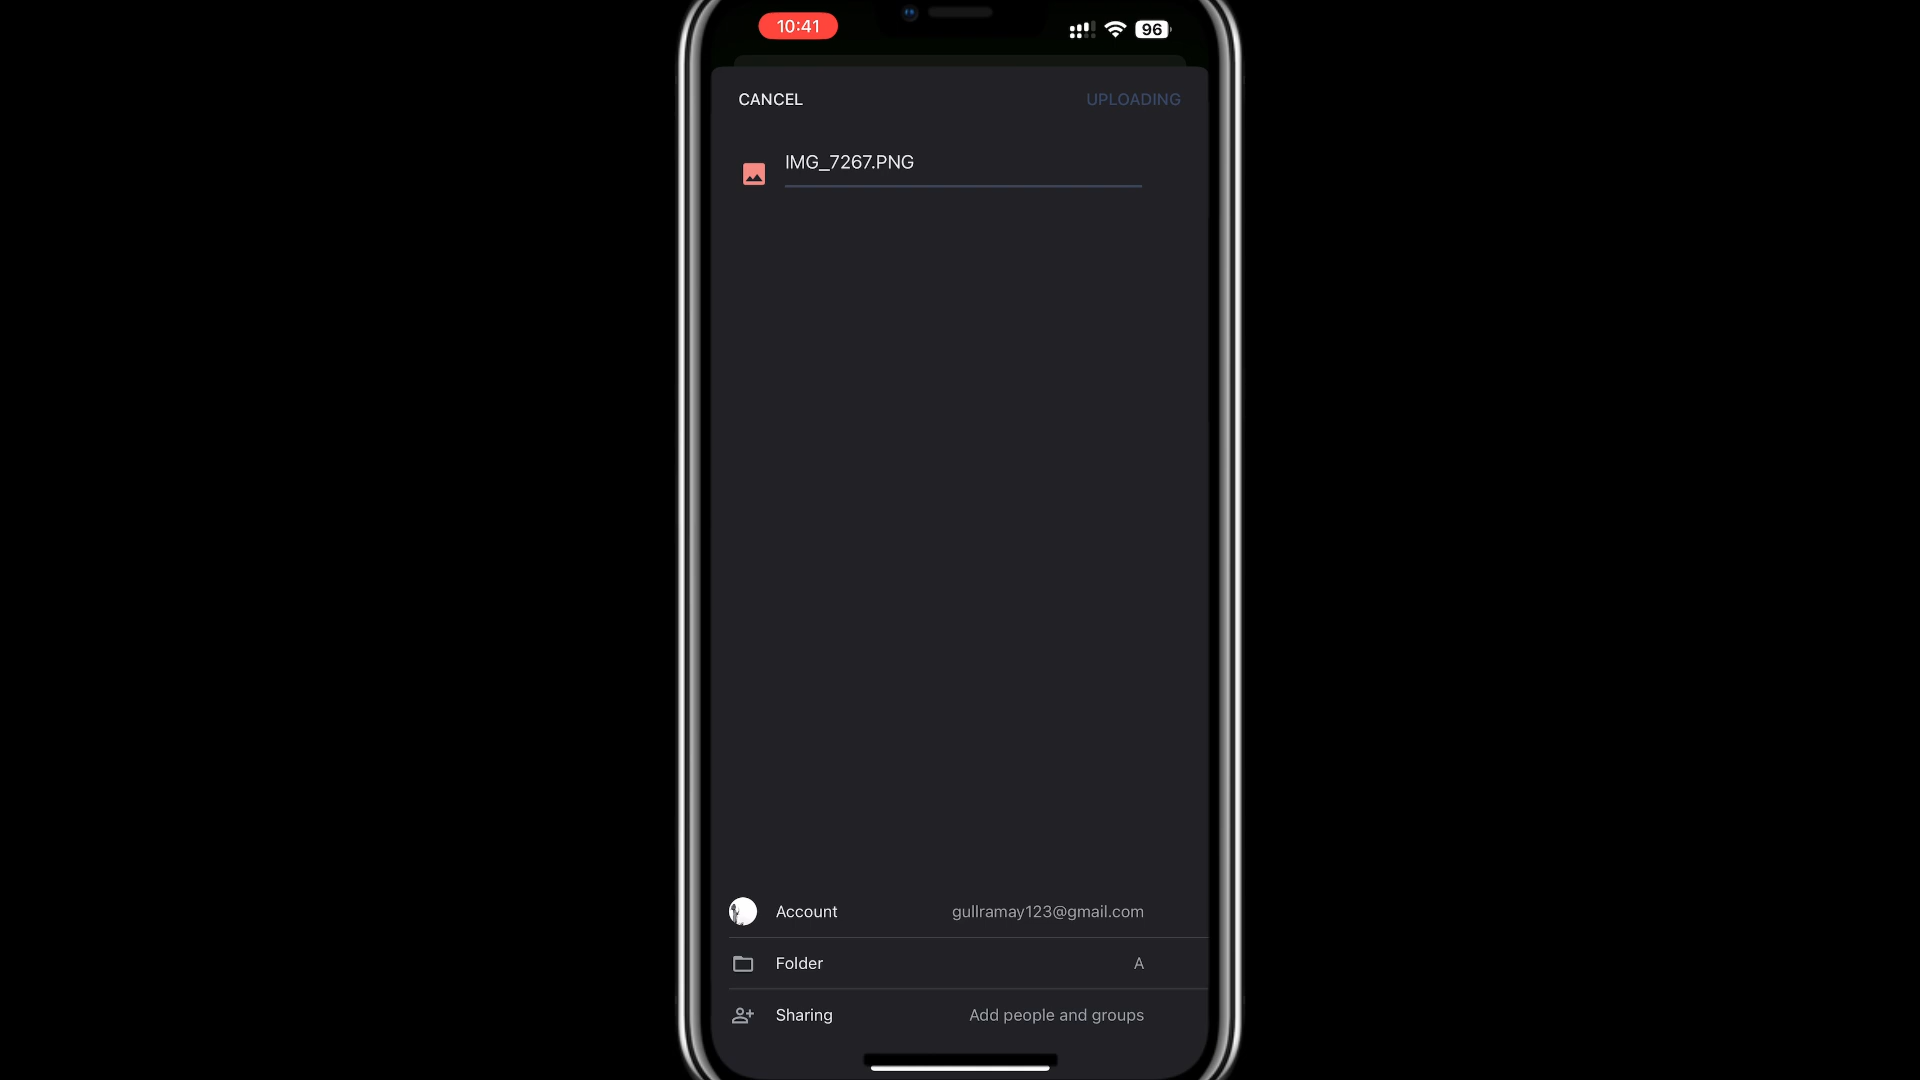 10:41
96
CANCEL
UPLOADING
IMG_7267.PNG
Account
gullramay123@gmail.com
Folder
A
Sharing
Add people and groups